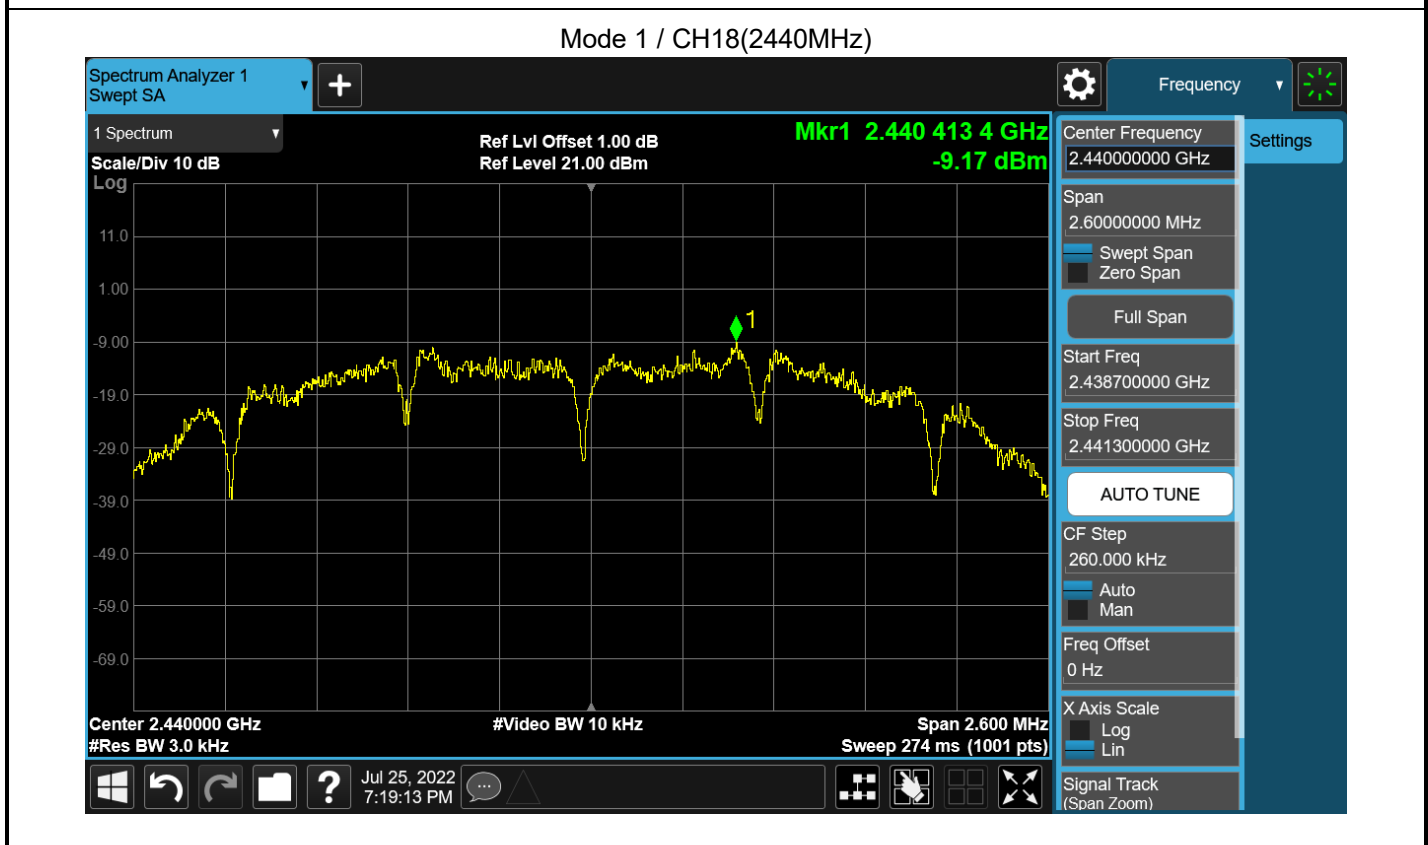 Mode 1 / CH18(2440MHz)
Spectrum Analyzer 1
Swept SA
Frequency
1 Spectrum
Ref Lvl Offset 1.00 dB
Mkr1 2.440 413 4 GHz
Scale/Div 10 dB
Ref Level 21.00 dBm
-9.17 dBm
Log
11.0
1.00
-9.00
-19.0
-29.0
-39.0
-49.0
-59.0
-69.0
1
Center 2.440000 GHz
#Video BW 10 kHz
Span 2.600 MHz
#Res BW 3.0 kHz
Sweep 274 ms (1001 pts)
Center Frequency
2.440000000 GHz
Settings
Span
2.60000000 MHz
Swept Span
Zero Span
Full Span
Start Freq
2.438700000 GHz
Stop Freq
2.441300000 GHz
AUTO TUNE
CF Step
260.000 kHz
Auto
Man
Freq Offset
0 Hz
X Axis Scale
Log
Lin
Signal Track
(Span Zoom)
?
Jul 25, 2022
7:19:13 PM